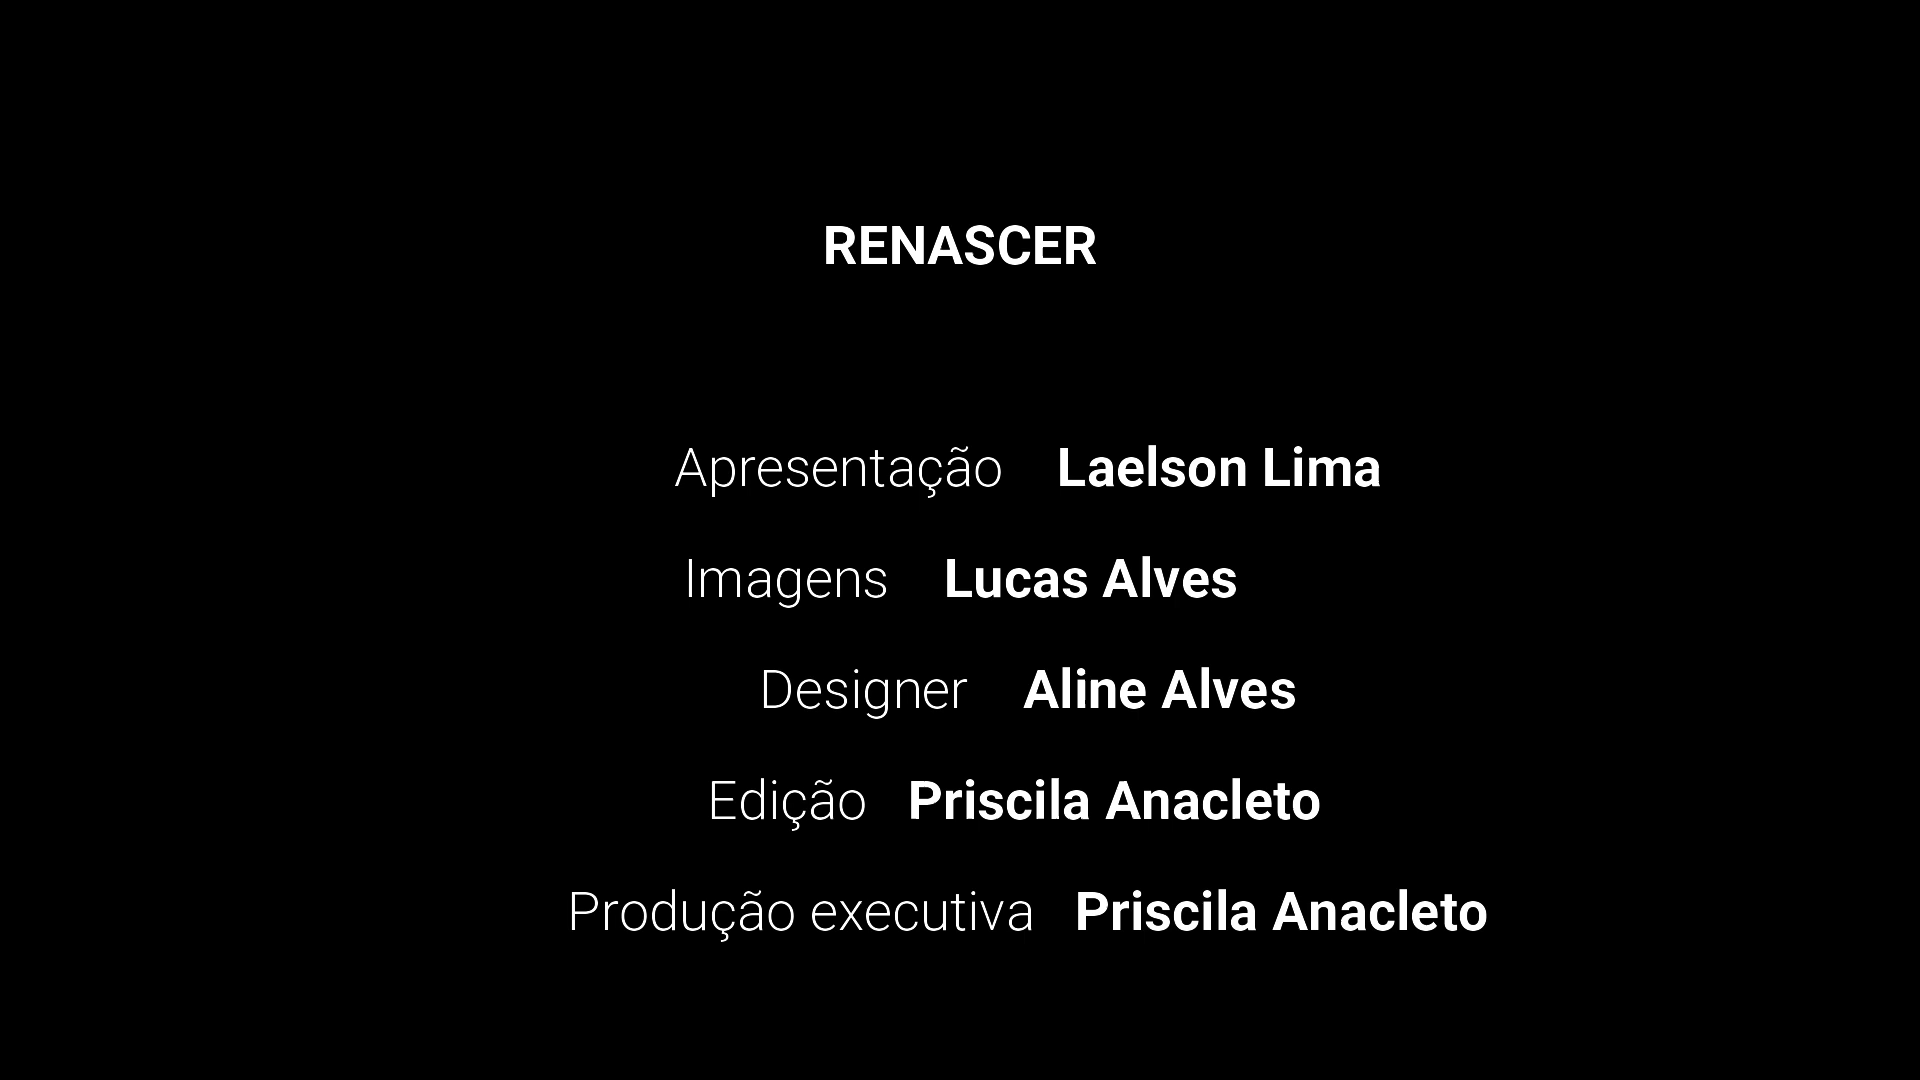 RENASCER
Apresentação Laelson Lima
Imagens Lucas Alves
Designer Aline Alves
Edição Priscila Anacleto
Produção executiva Priscila Anacleto